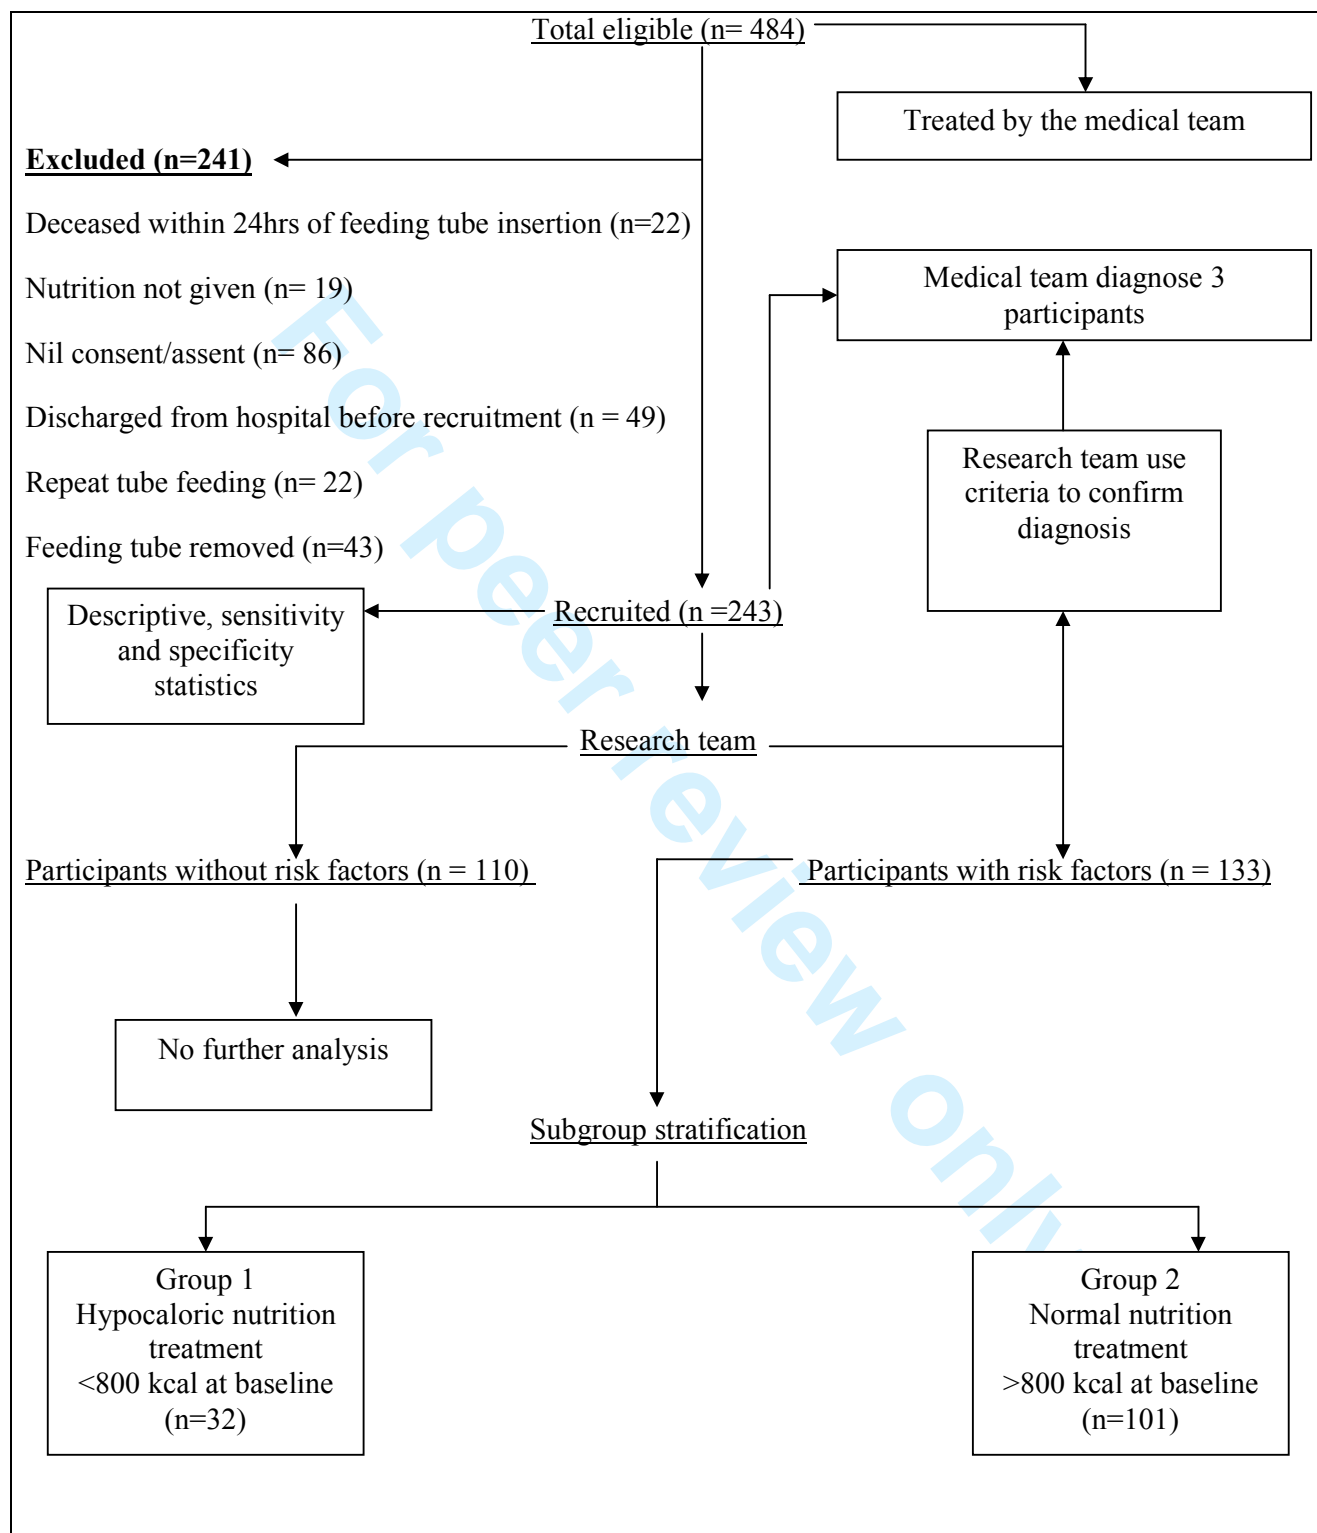 Total eligible (n= 484)
Treated by the medical team
Excluded (n=241)
Deceased within 24hrs of feeding tube insertion (n=22)
Nutrition not given (n= 19)
Nil consent/assent (n= 86)
Discharged from hospital before recruitment (n = 49)
Repeat tube feeding (n= 22)
Feeding tube removed (n=43)
Medical team diagnose 3
participants
Research team use
criteria to confirm
diagnosis
Recruited (n =243)
Descriptive, sensitivity
and specificity
statistics
Research team
Participants without risk factors (n = 110)
Participants with risk factors (n = 133)
No further analysis
Subgroup stratification
Group 1
Hypocaloric nutrition
treatment
<800 kcal at baseline
(n=32)
Group 2
Normal nutrition
treatment
>800 kcal at baseline
(n=101)
For peer review only